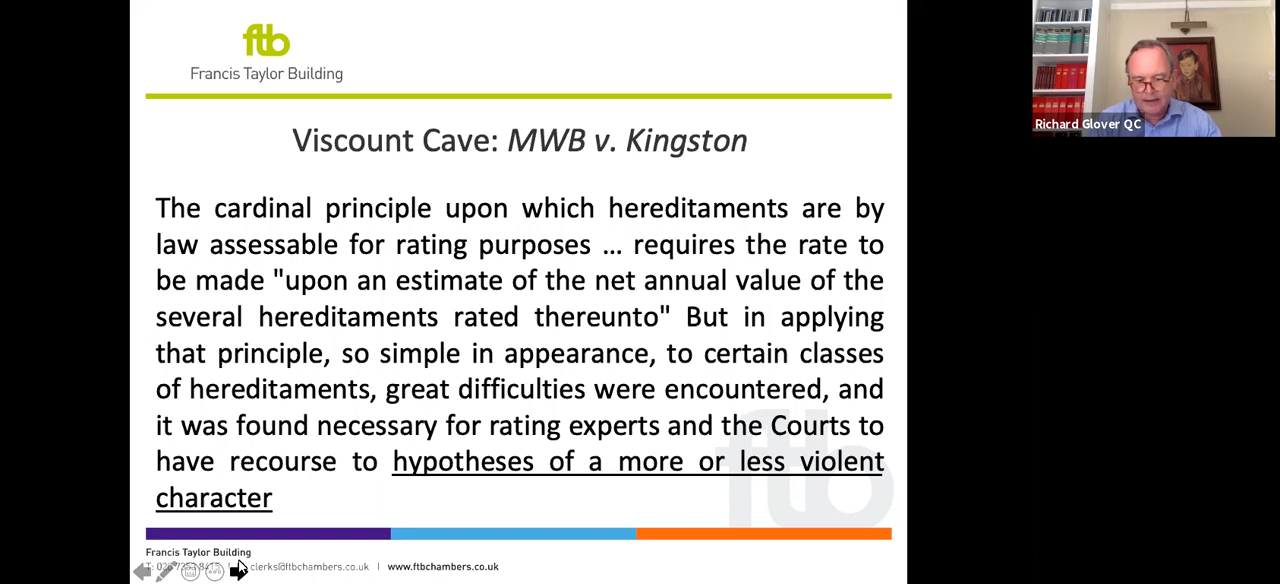 ftb
Francis Taylor Building
Viscount Cave: MWB v. Kingston
The cardinal principle upon which hereditaments are by
law assessable for rating purposes ... requires the rate to
be made "upon an estimate of the net annual value of the
several hereditaments rated thereunto" But in applying
that principle, so simple in appearance, to certain classes
of hereditaments, great difficulties were encountered, and
it was found necessary for rating experts and the Courts to
have recourse to hypotheses of a more or less violent
character
ftb
Francis Taylor Building
clerks@ftbchambers.co.uk | www.ftbchambers.co.uk
Richard Glover QC